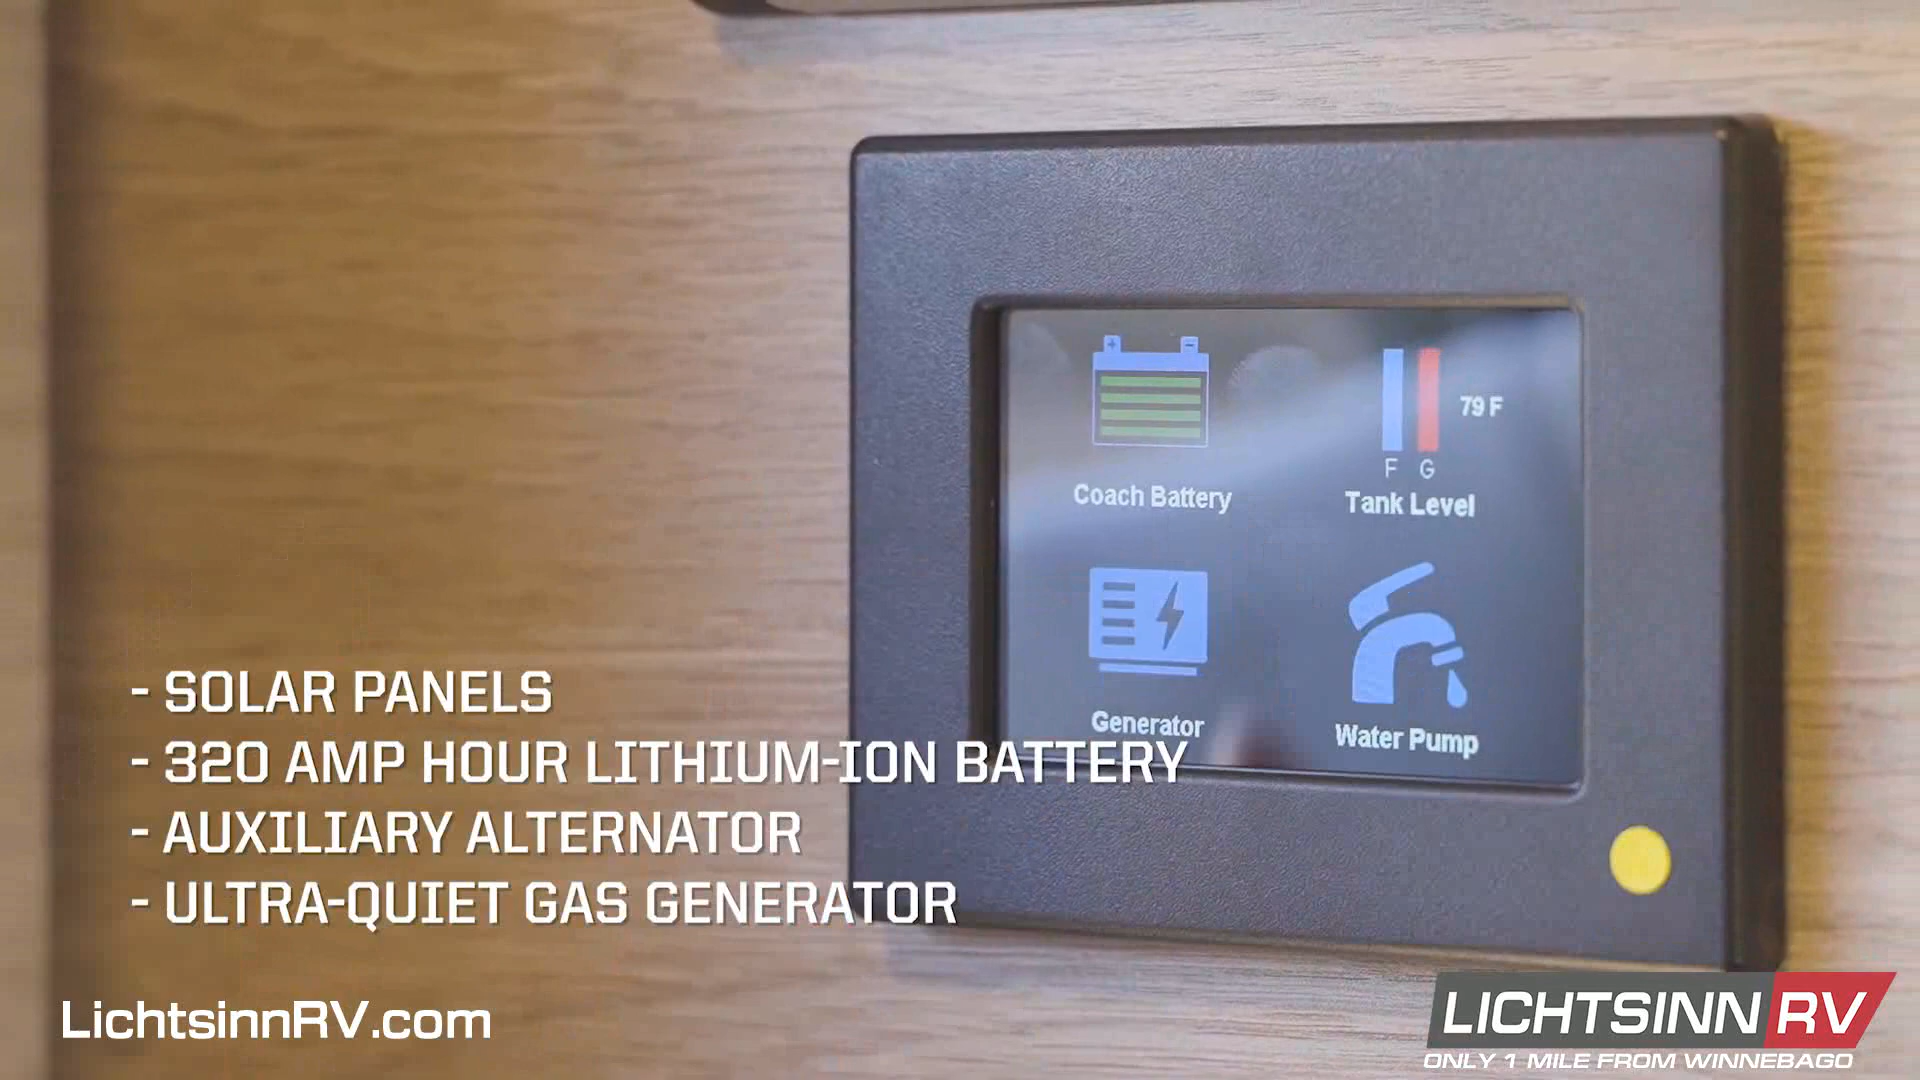 79 F
F G
Coach Battery
Tank Level
Generator
Water Pump
- SOLAR PANELS
- 320 AMP HOUR LITHIUM-ION BATTERY
- AUXILIARY ALTERNATOR
- ULTRA-QUIET GAS GENERATOR
LichtsinnRV.com
LICHTSINN RV
ONLY 1 MILE FROM WINNEBAGO